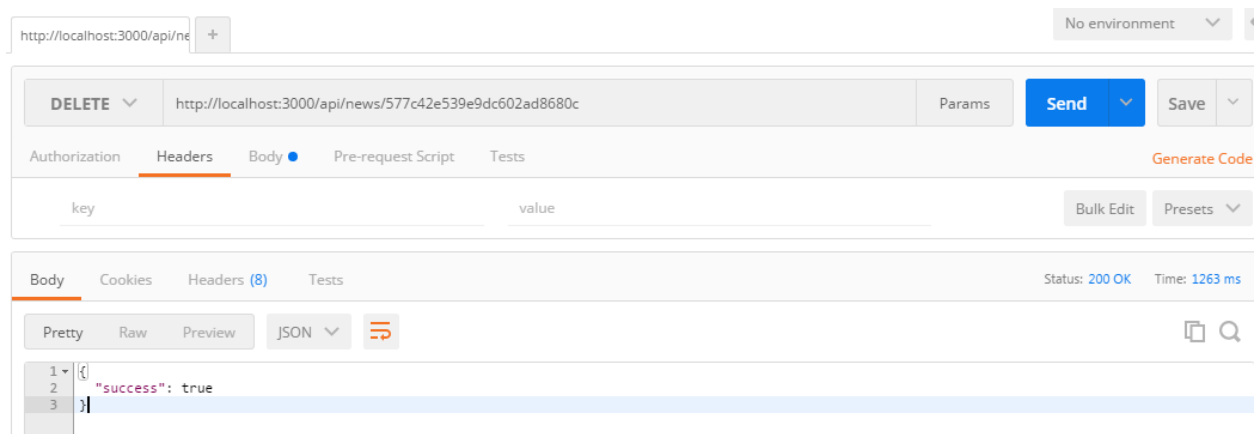 http://localhost:3000/api/ne +
No environment
DELETE http://localhost:3000/api/news/577c42e539e9dc602ad8680c Params Send Save
Authorization Headers Body Pre-request Script Tests Generate Code
key value Bulk Edit Presets
Body Cookies Headers (8) Tests Status: 200 OK Time: 1263 ms
Pretty Raw Preview JSON
1 {
2 "success": true
3 }